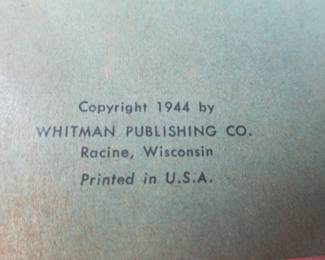 Copyright 1944 by
WHITMAN PUBLISHING CO.
Racine, Wisconsin
Printed in U.S.A.